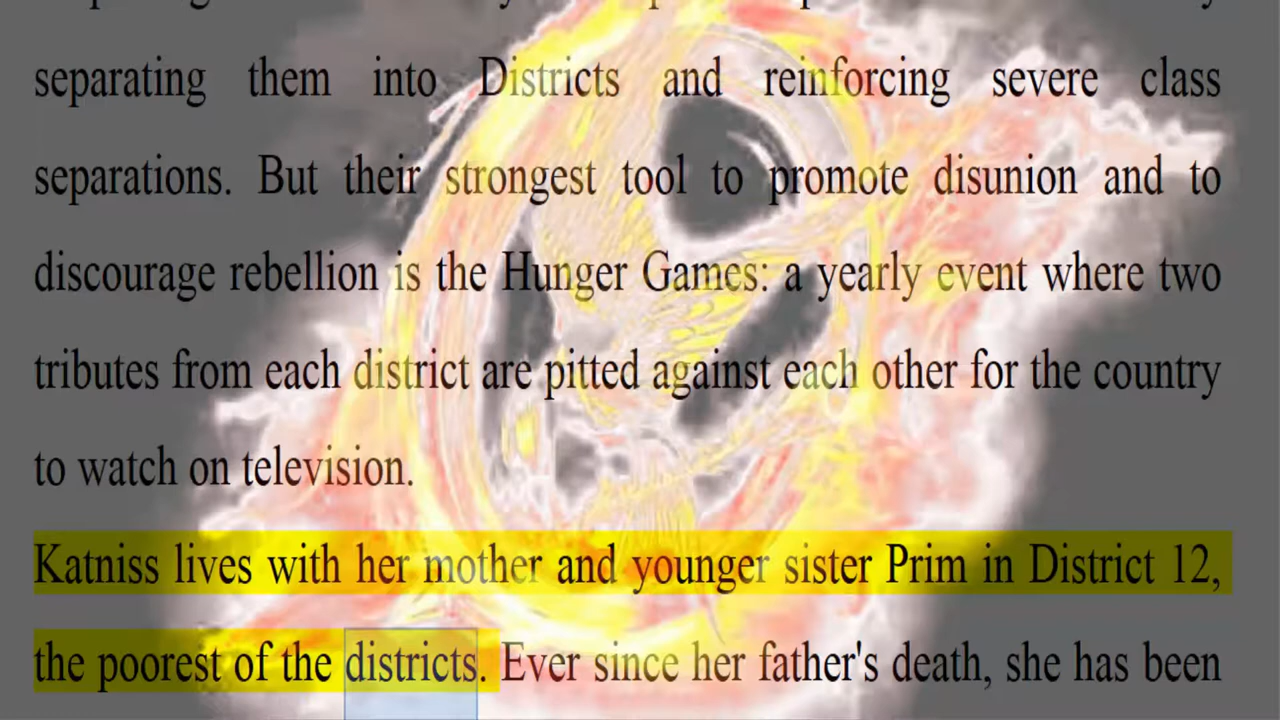 separating them into Districts and reinforcing severe class
separations. But their strongest tool to promote disunion and to
discourage rebellion is the Hunger Games: a yearly event where two
tributes from each district are pitted against each other for the country
to watch on television.
Katniss lives with her mother and younger sister Prim in District 12,
the poorest of the districts. Ever since her father's death, she has been